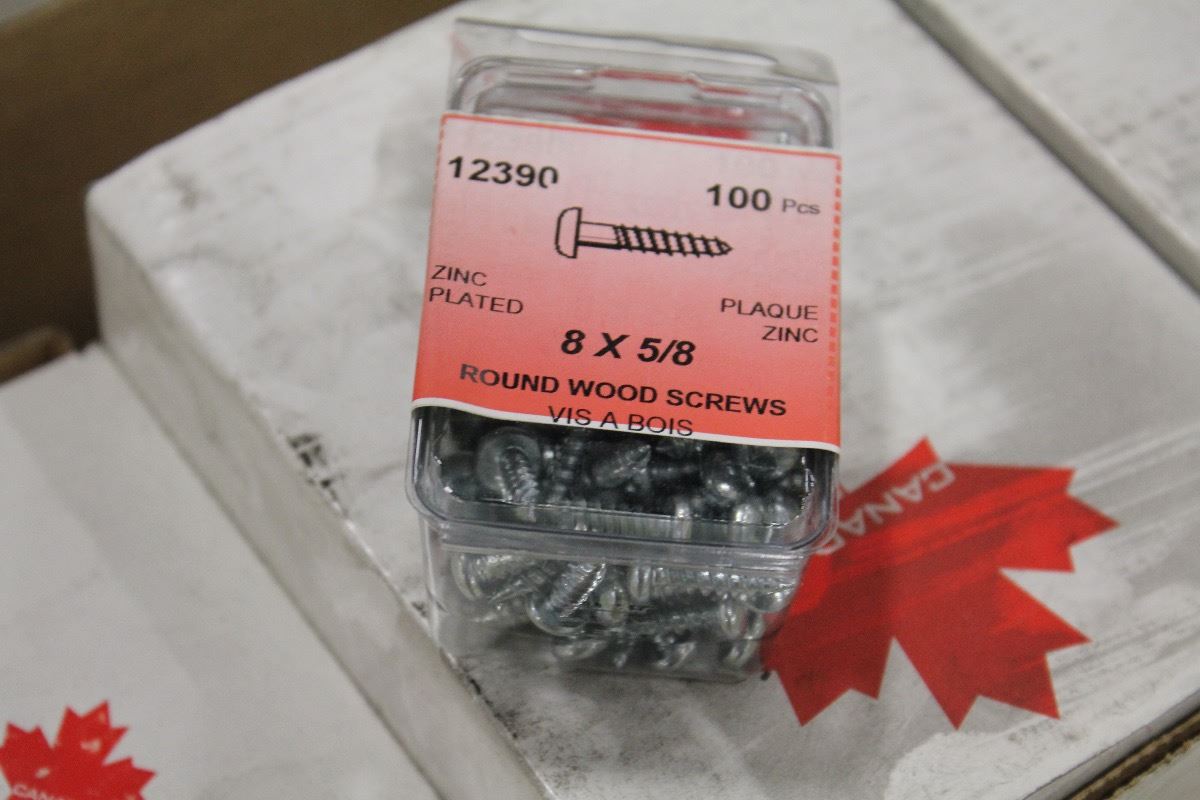 12390
100 Pcs
ZINC
PLATED
PLAQUE
ZINC
8 X 5/8
ROUND WOOD SCREWS
VIS A BOIS